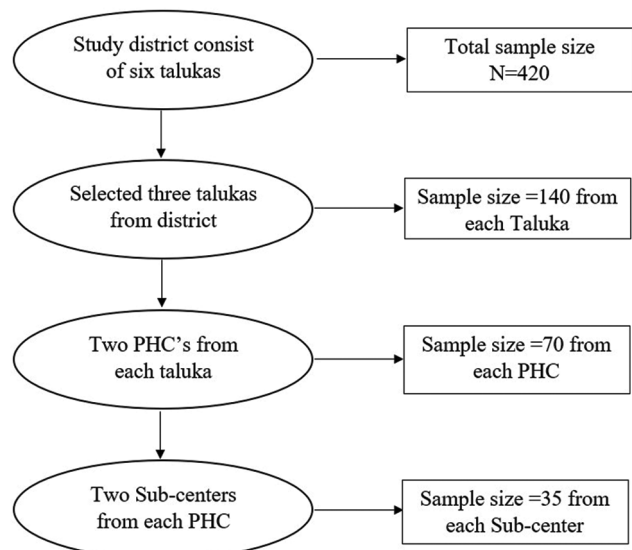 Study district consist
of six talukas
Total sample size
N=420
Selected three talukas
from district
Sample size =140 from
each Taluka
Two PHC’s from
each taluka
Sample size =70 from
each PHC
Two Sub-centers
from each PHC
Sample size =35 from
each Sub-center